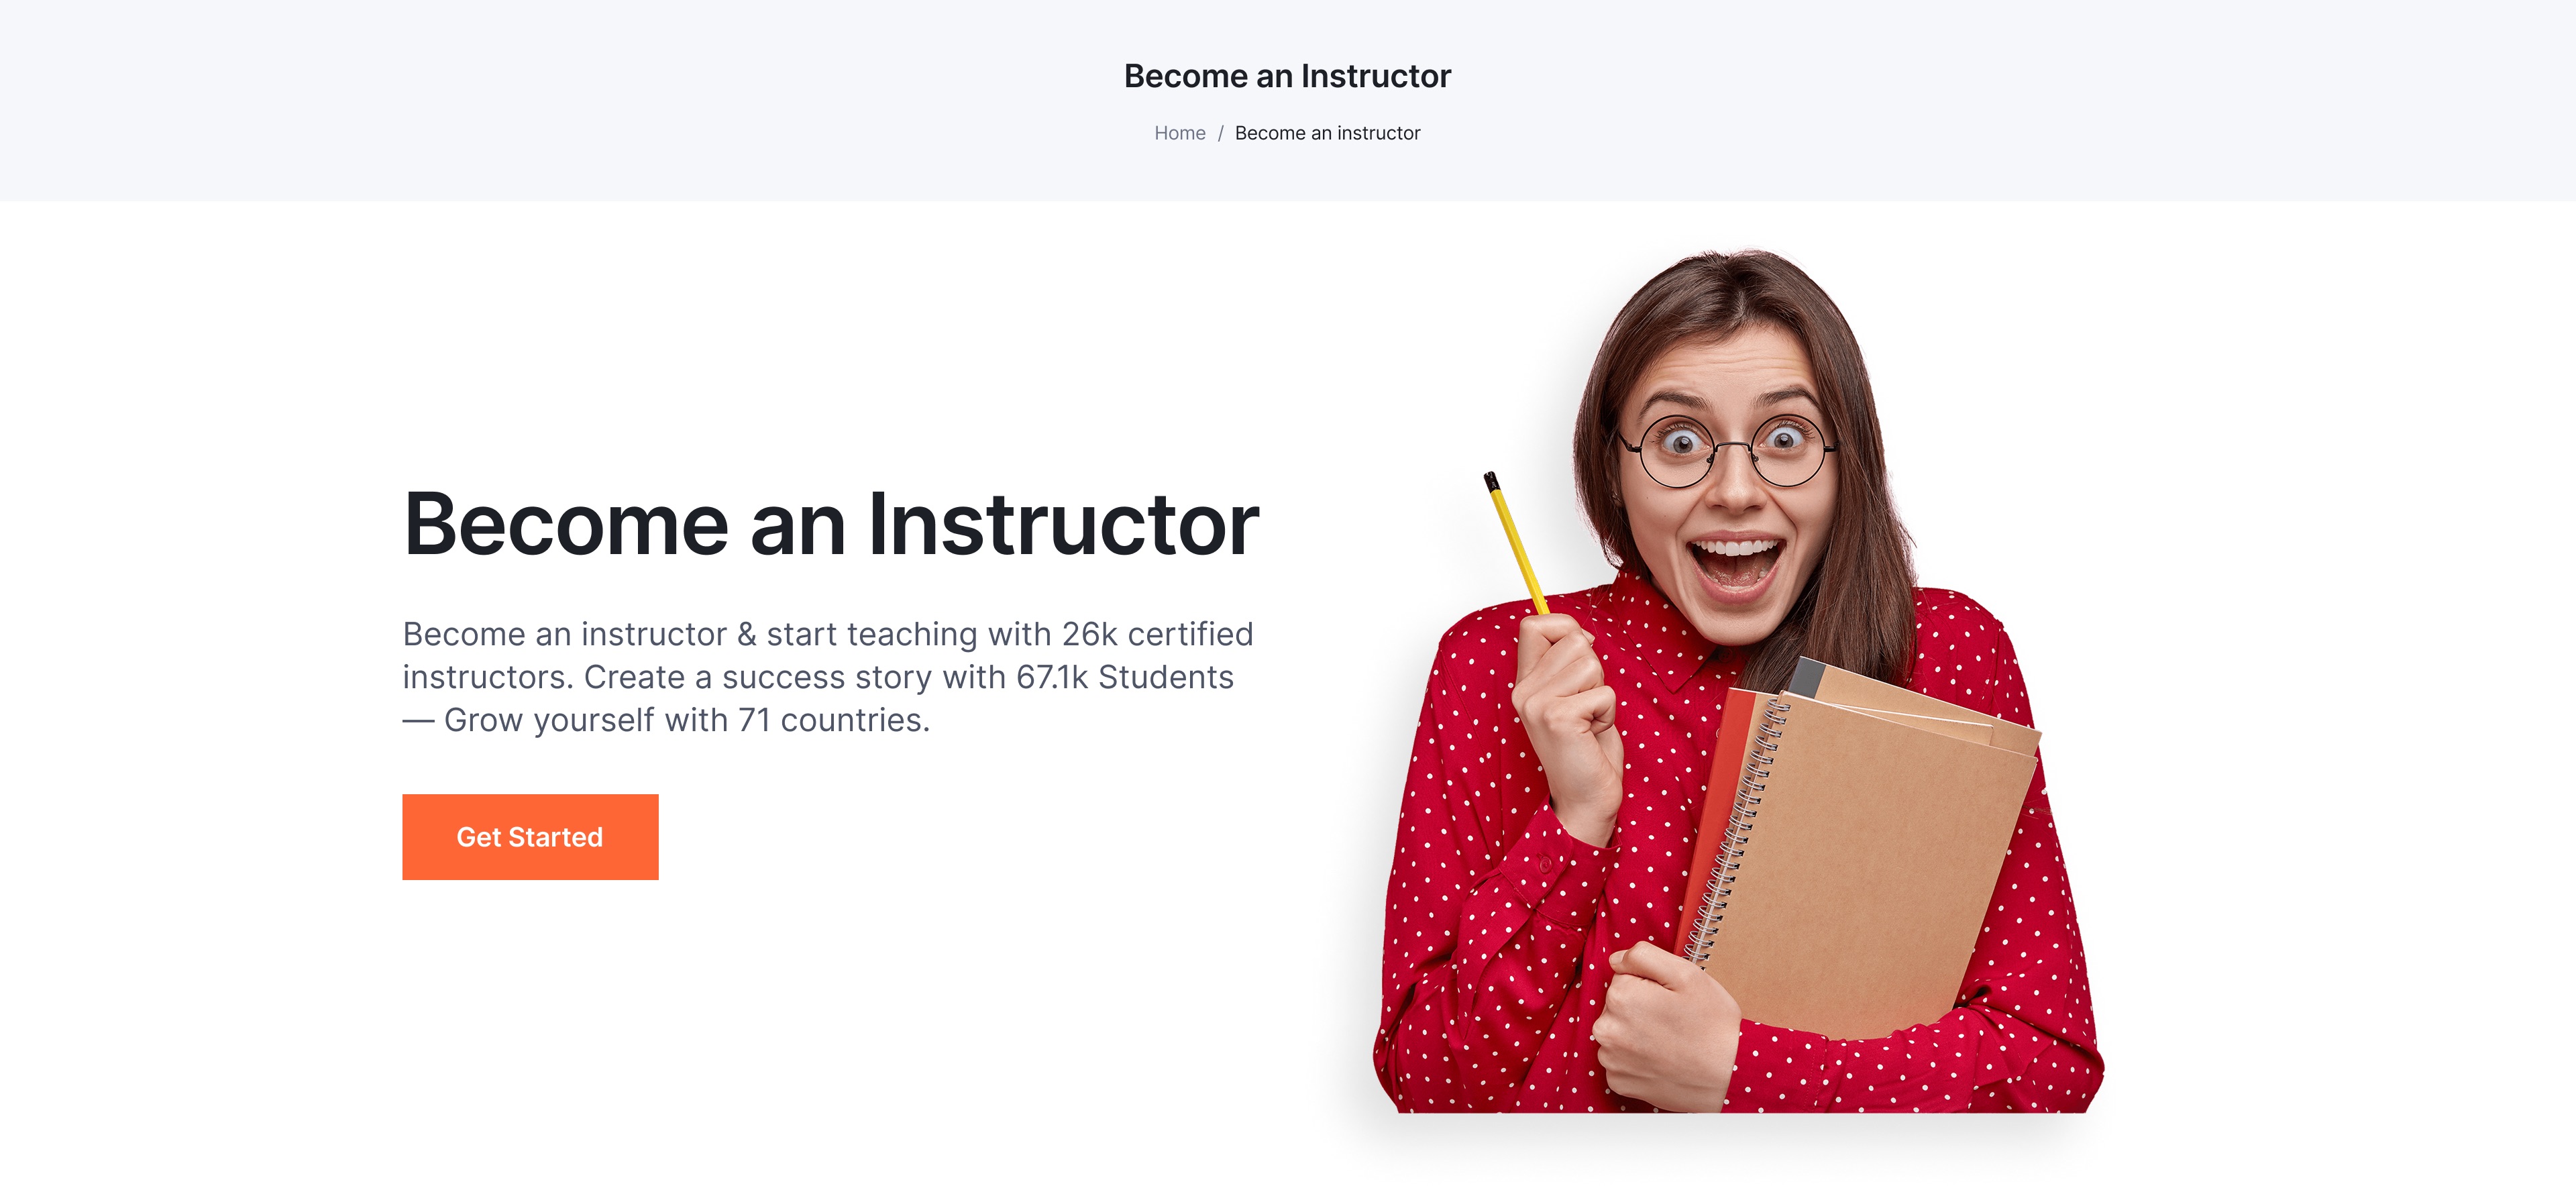 Become an Instructor
Home / Become an instructor
Become an Instructor
Become an instructor & start teaching with 26k certified
instructors. Create a success story with 67.1k Students
— Grow yourself with 71 countries.
Get Started